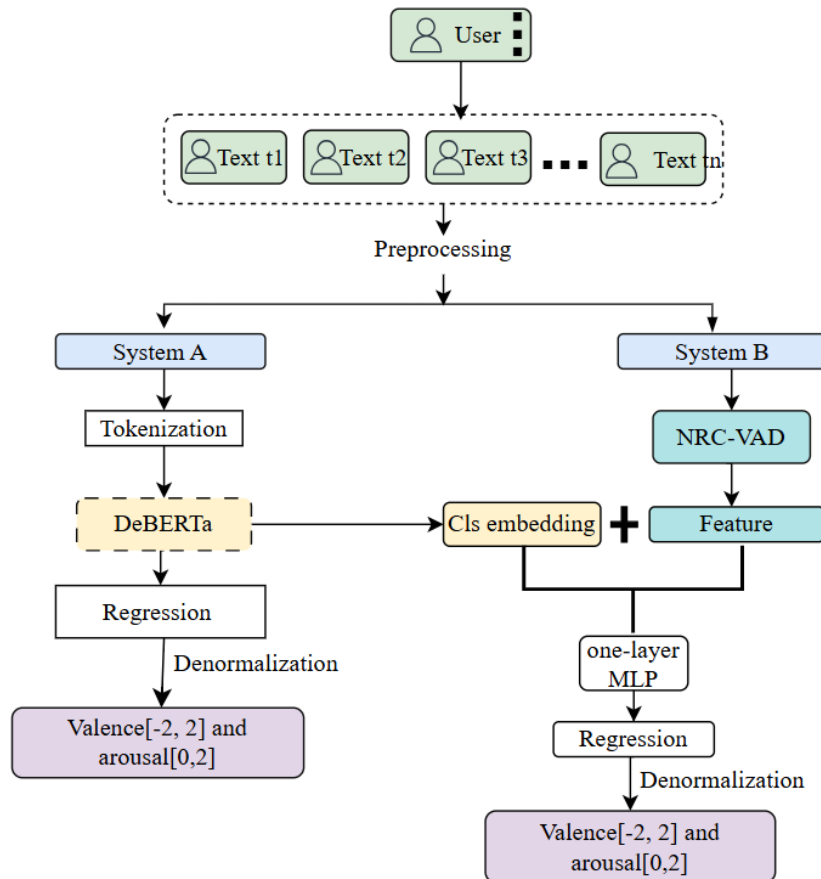 User
Text t1
Text t2
Text t3
Text tn
Preprocessing
System A
System B
Tokenization
NRC-VAD
DeBERTa
Cls embedding
+
Feature
Regression
one-layer
MLP
Denormalization
Valence[-2, 2] and
arousal[0,2]
Regression
Denormalization
Valence[-2, 2] and
arousal[0,2]